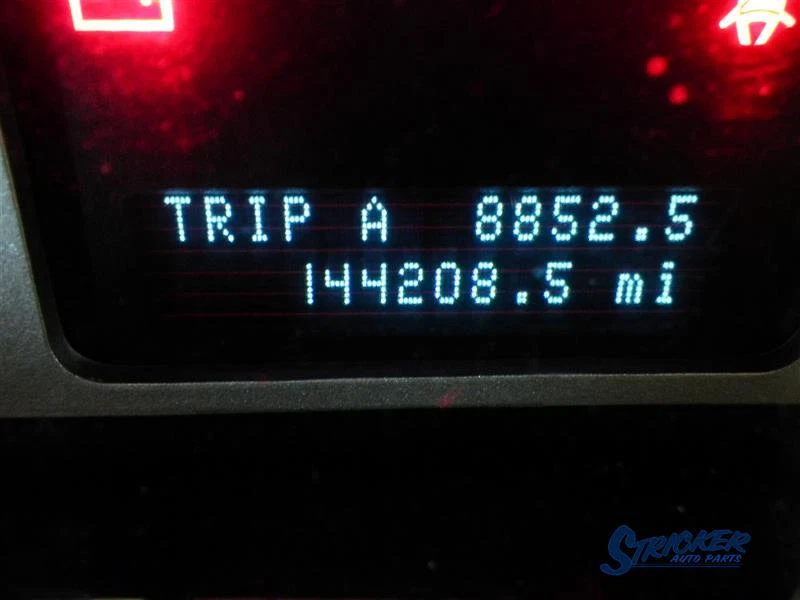 TRIP A 8852.5
144208.5 mi
STRICKER
AUTO PARTS